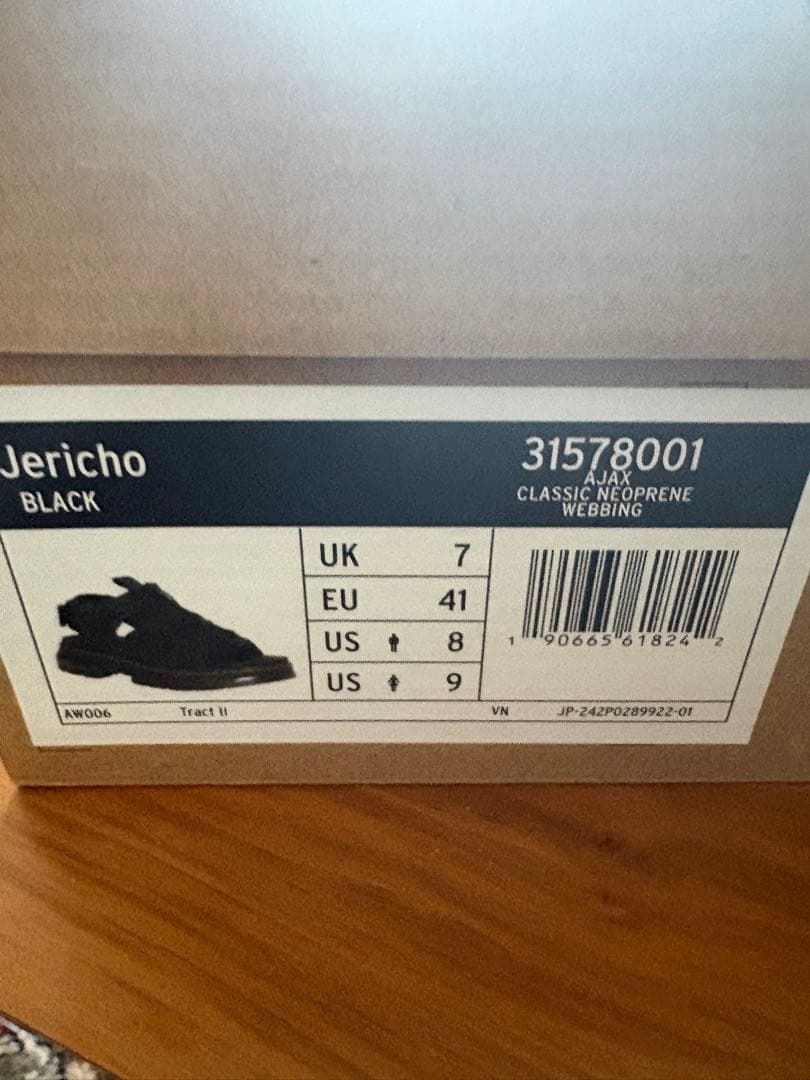 Jericho
BLACK
31578001
AJAX
CLASSIC NEOPRENE
WEBBING
UK 7
EU 41
US 8
US 9
1 90665 61824 2
AW006 Tract II VN JP-242P0289922-01